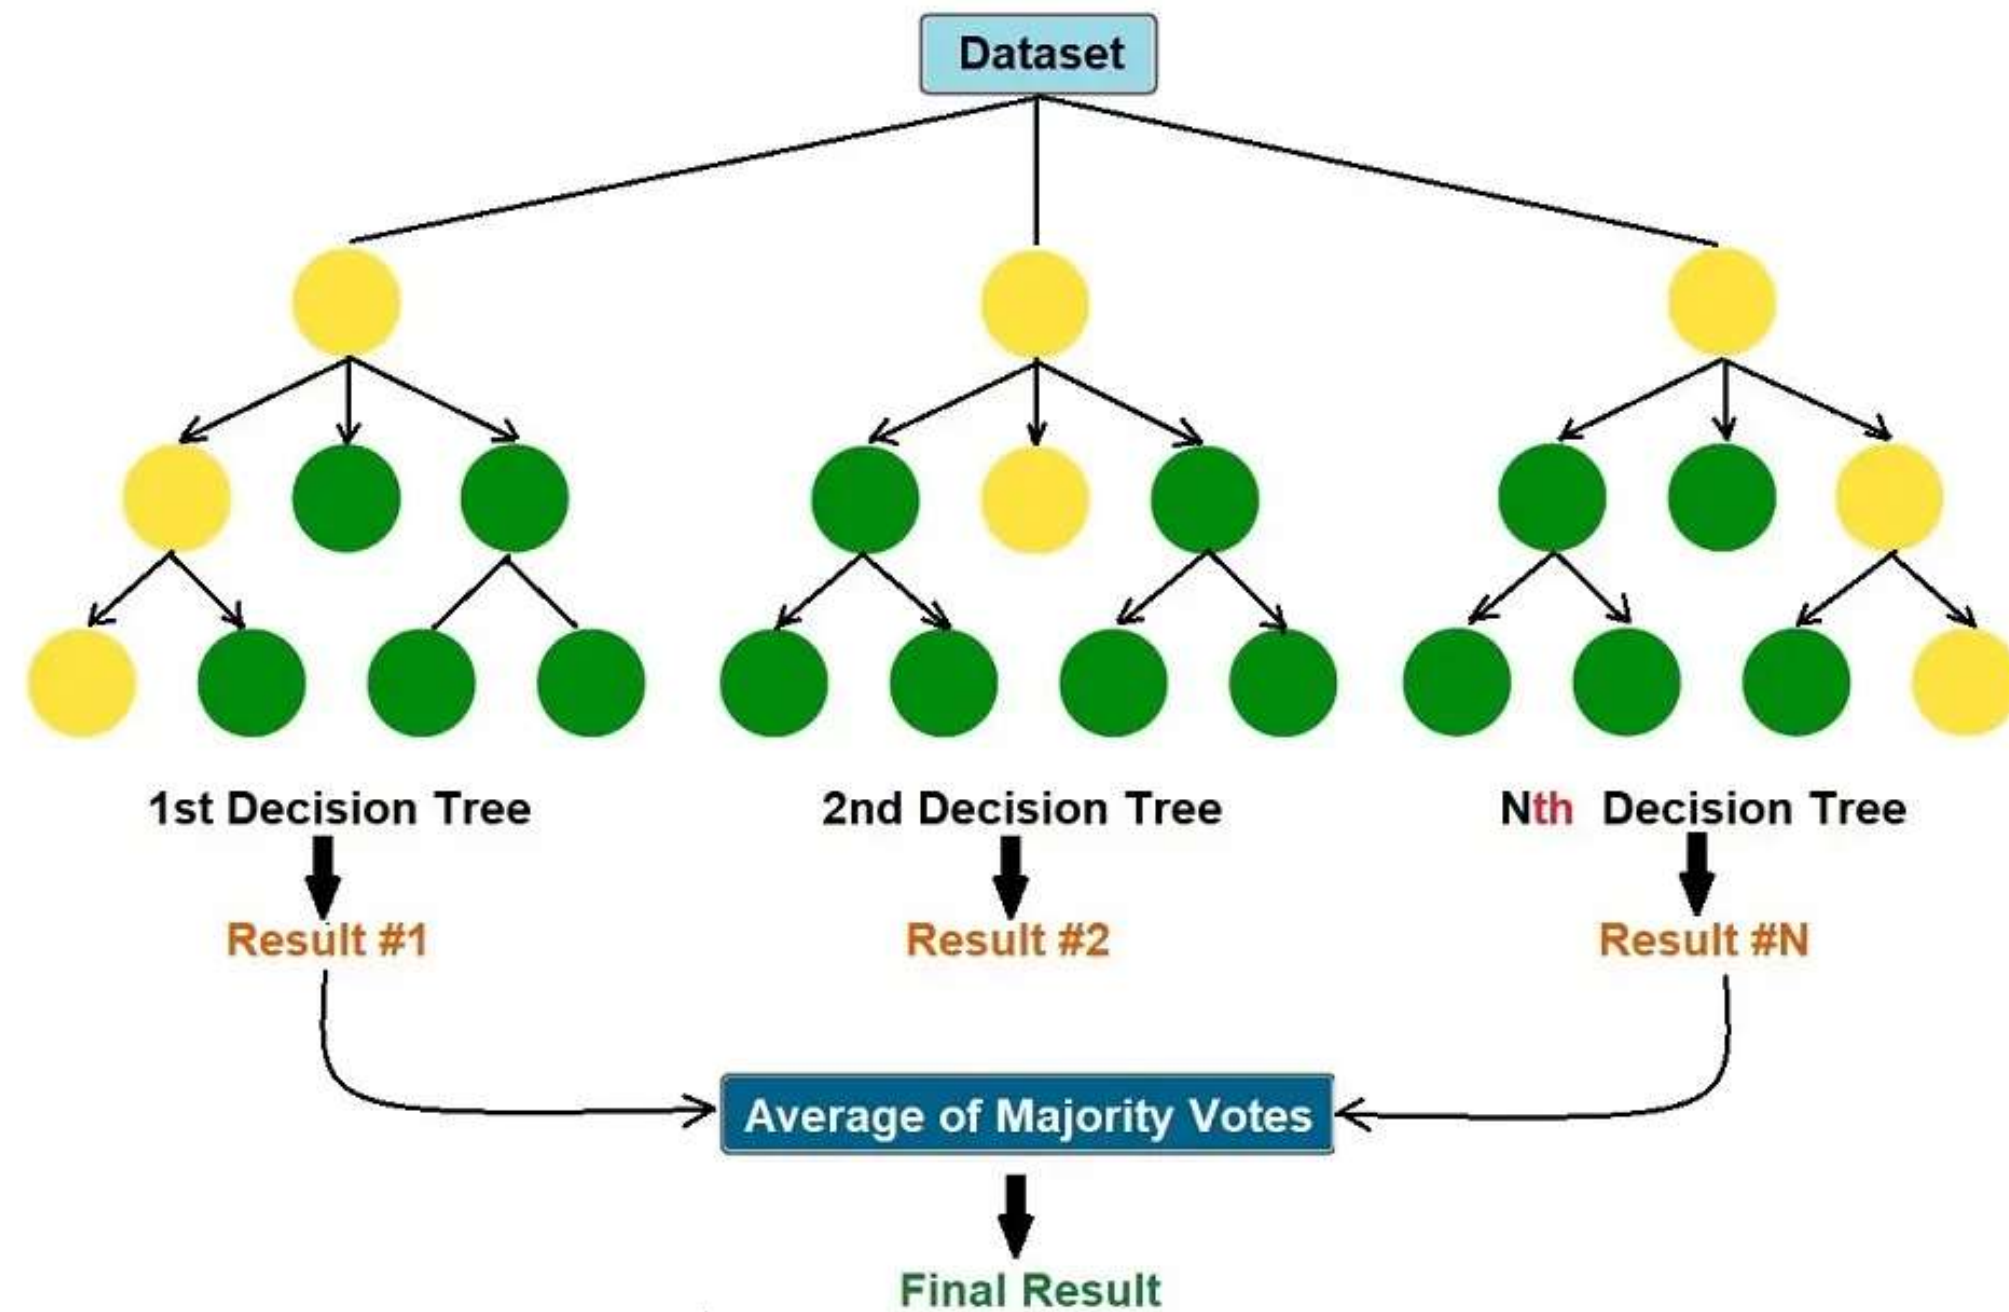 Dataset
1st Decision Tree
2nd Decision Tree
Nth Decision Tree
Result #1
Result #2
Result #N
Average of Majority Votes
Final Result